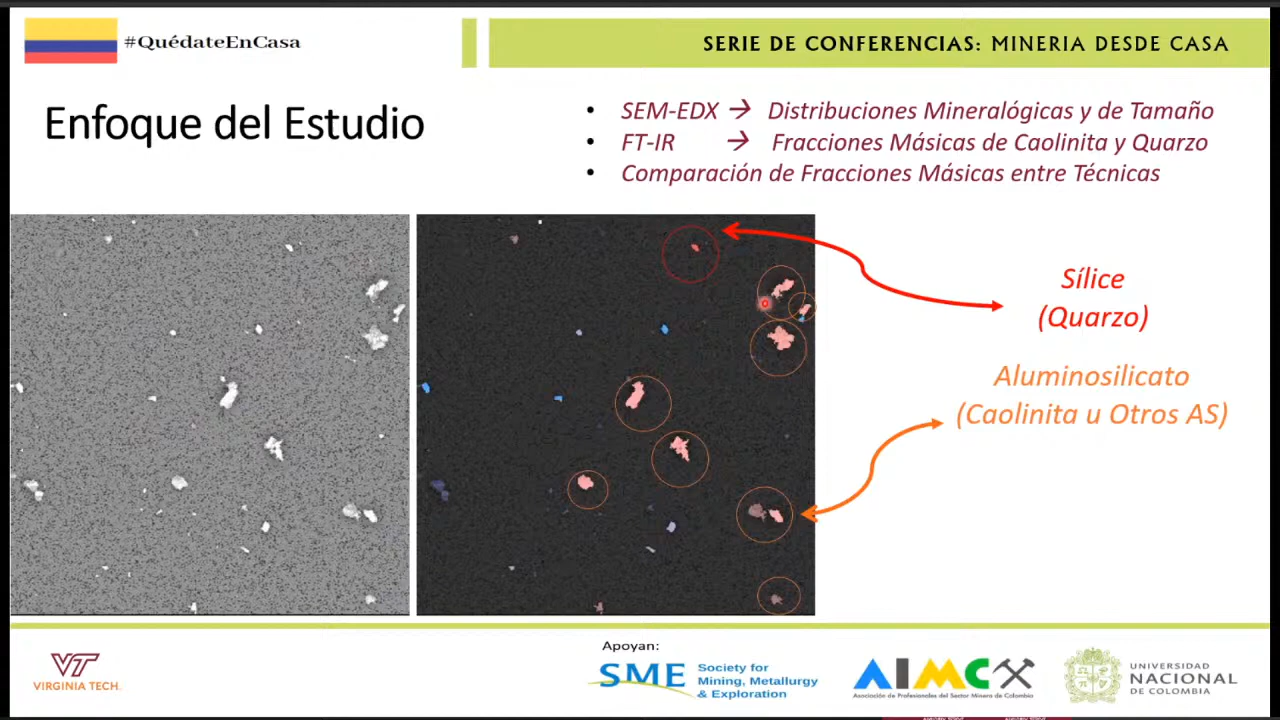 #QuédateEnCasa
SERIE DE CONFERENCIAS: MINERIA DESDE CASA
Enfoque del Estudio
• SEM-EDX → Distribuciones Mineralógicas y de Tamaño
• FT-IR → Fracciones Másicas de Caolinita y Quarzo
• Comparación de Fracciones Másicas entre Técnicas
Sílice
(Quarzo)
Aluminosilicato
(Caolinita u Otros AS)
Apoyan:
VT
VIRGINIA TECH.
SME
Society for
Mining, Metallurgy
& Exploration
AIMC
Asociación de Profesionales del Sector Minero de Colombia
UNIVERSIDAD
NACIONAL
DE COLOMBIA